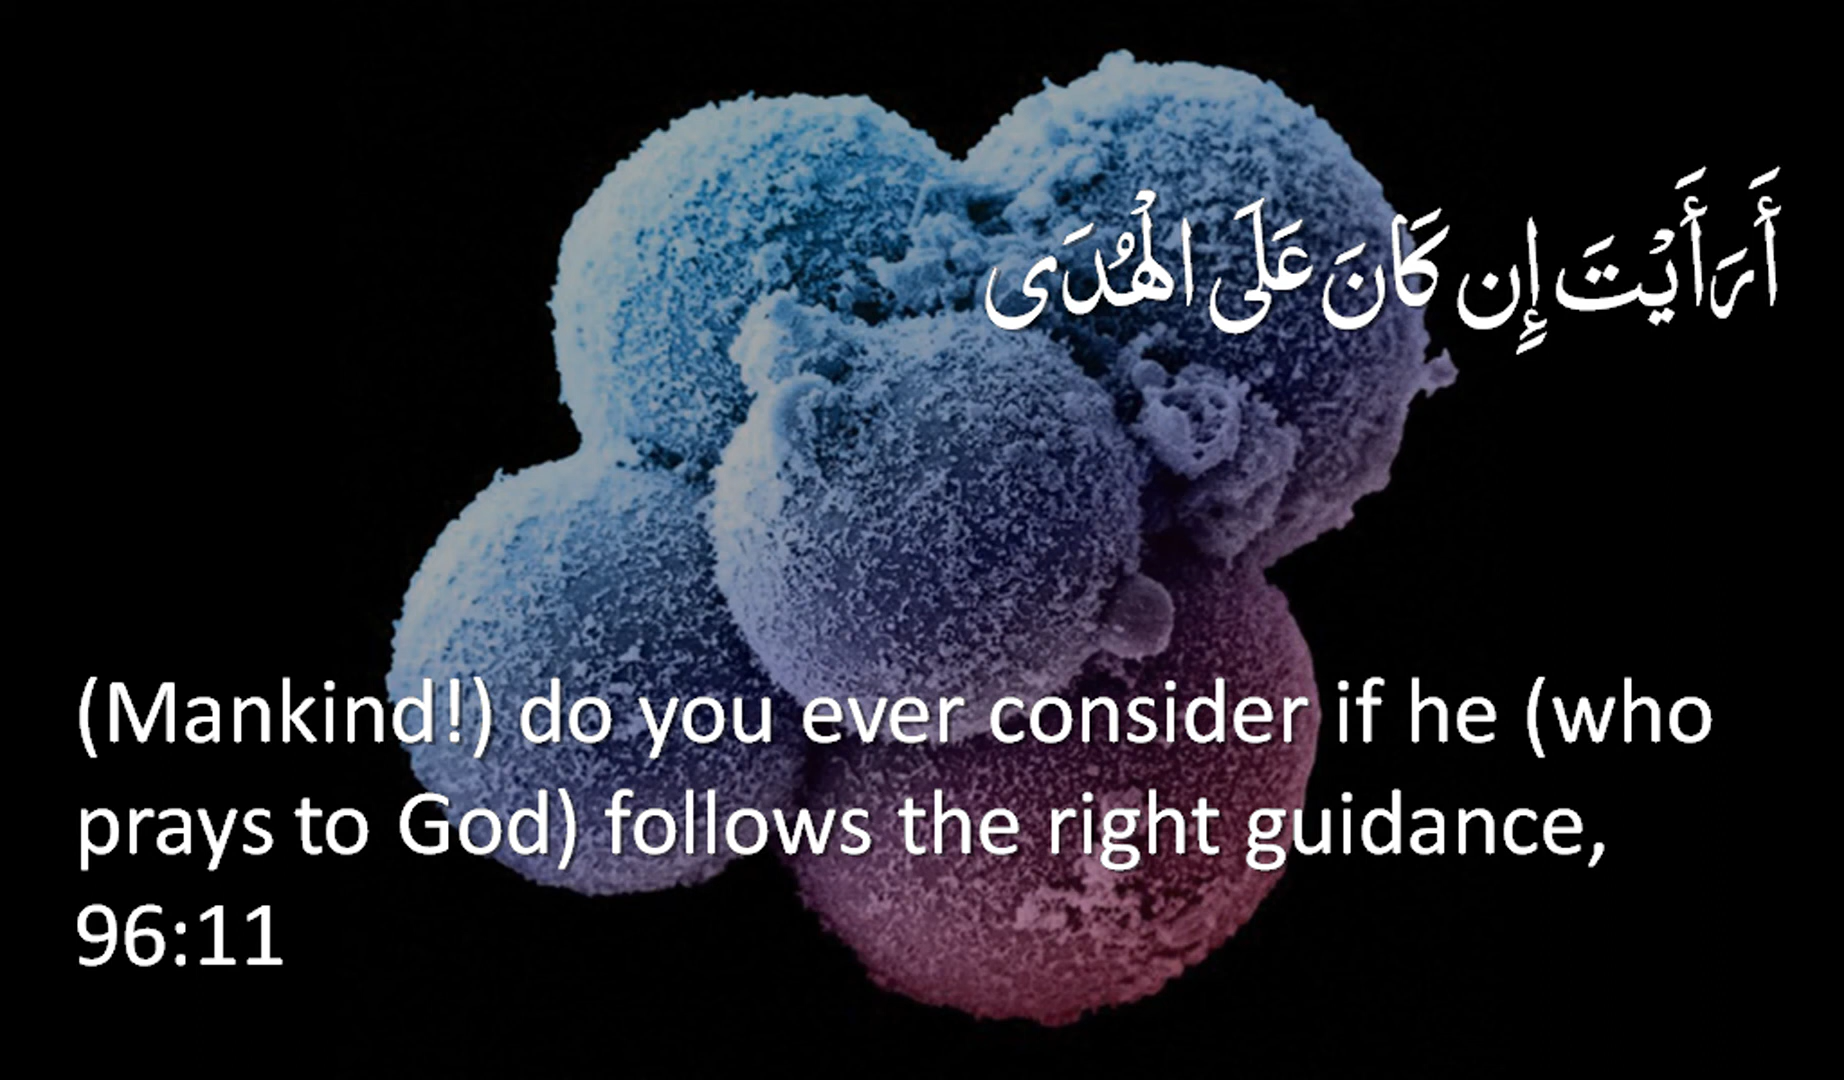 أَرَأَيْتَ إِن كَانَ عَلَى الْهُدَى
(Mankind!) do you ever consider if he (who
prays to God) follows the right guidance,
96:11